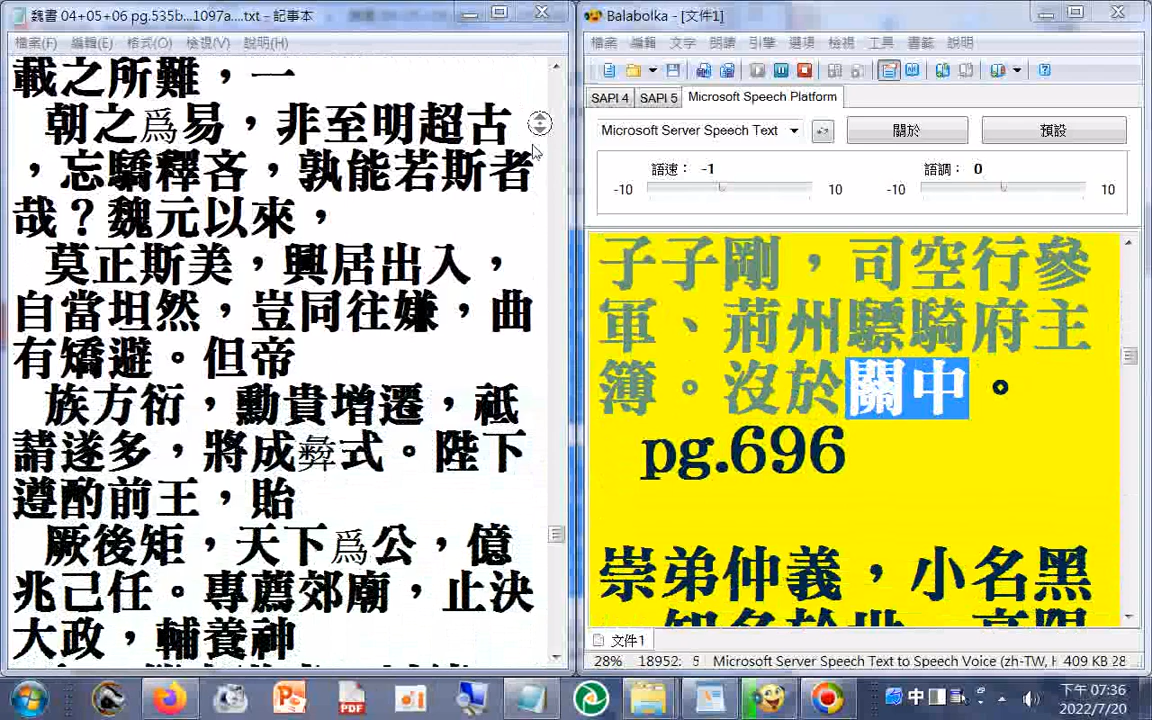 魏書 04+05+06 pg.535b...1097a....txt - 記事本
檔案(F) 編輯(E) 格式(O) 檢視(V) 說明(H)
載之所難，一
朝之爲易，非至明超古
，忘驕釋吝，孰能若斯者
哉？魏元以來，
莫正斯美，興居出入，
自當坦然，豈同往嫌，曲
有矯避。但帝
族方衍，勳貴增遷，祗
請遂多，將成彝式。陛下
遵酌前王，貽
厥後矩，天下爲公，億
兆己任。專薦郊廟，止決
大政，輔養神
Balabolka - [文件1]
檔案 編輯 文字 朗讀 引擎 選項 檢視 工具 書籤 說明
SAPI 4 SAPI 5 Microsoft Speech Platform
Microsoft Server Speech Text 關於 預設
語速： -1 語調： 0
-10 10 -10 10
子子剛，司空行參
軍、荊州驃騎府主
簿。沒於關中。
pg.696
崇弟仲義，小名黑
文件1
28% 18952: 5 Microsoft Server Speech Text to Speech Voice (zh-TW, H 409 KB 28
PDF
中
下午 07:36
2022/7/20